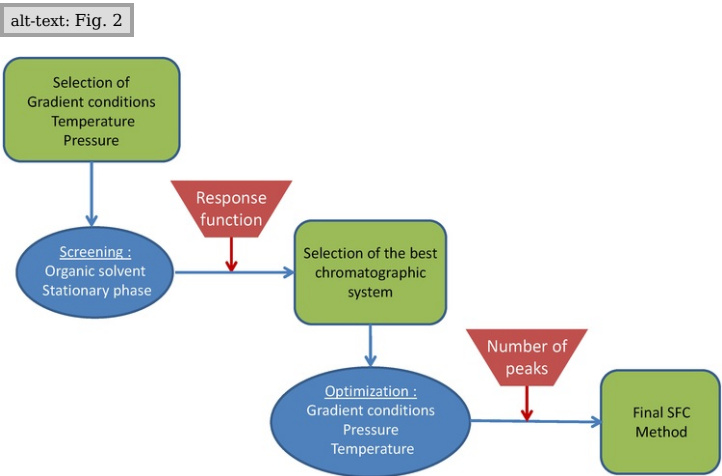 alt-text: Fig. 2
Selection of
Gradient conditions
Temperature
Pressure
Response
function
Screening :
Organic solvent
Stationary phase
Selection of the best
chromatographic
system
Number of
peaks
Optimization :
Gradient conditions
Pressure
Temperature
Final SFC
Method